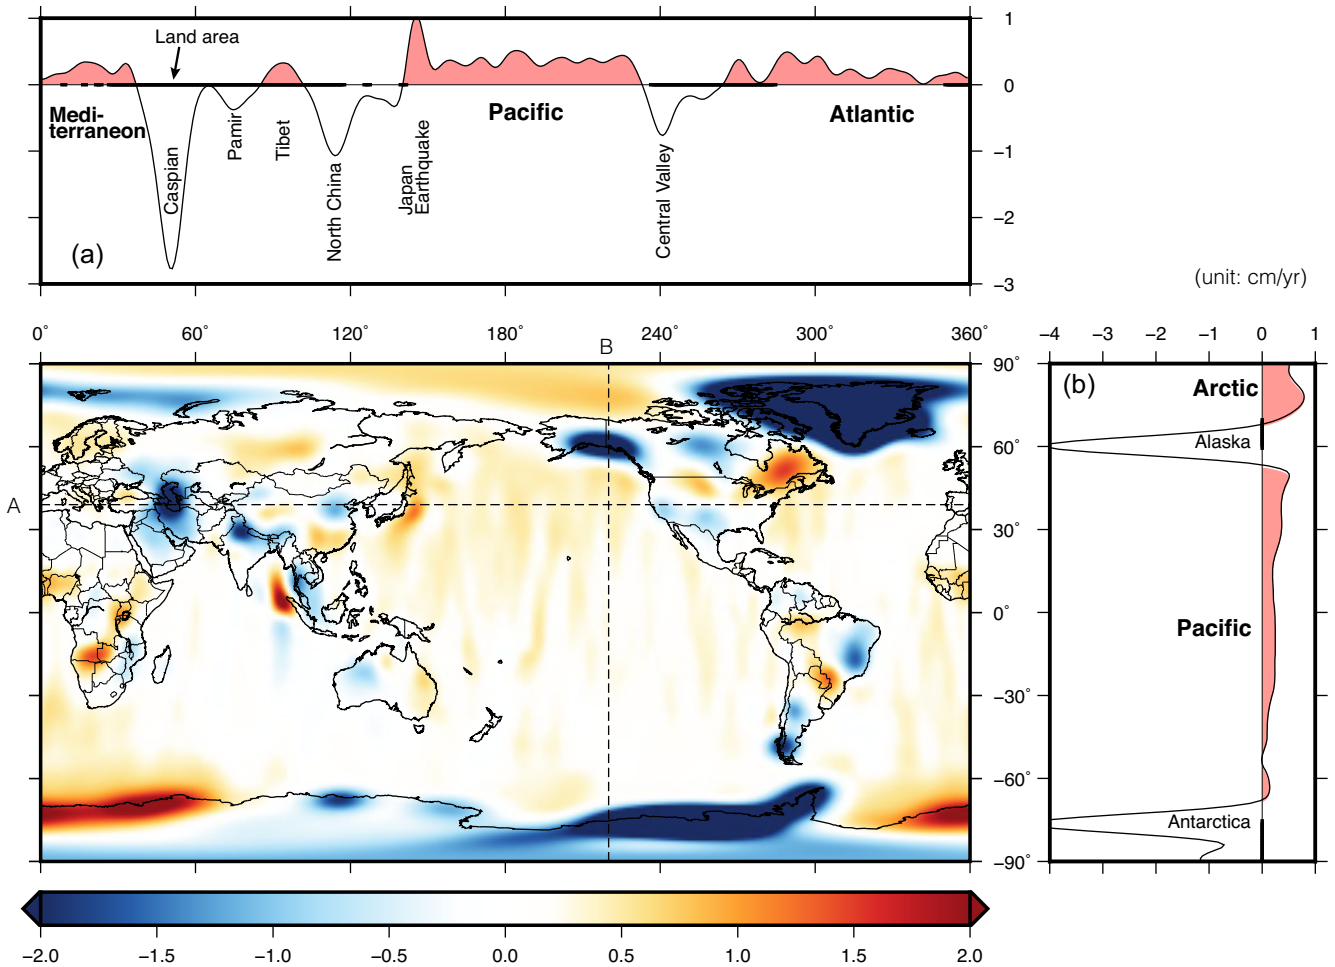 Land area
1
0
−1
−2
−3
Medi-
terraneon
Caspian
Pamir
Tibet
North China
Japan
Earthquake
Pacific
Central Valley
Atlantic
(a)
(unit: cm/yr)
0° 60° 120° 180° 240° 300° 360°
B
A
90°
60°
30°
0°
−30°
−60°
−90°
−4 −3 −2 −1 0 1
(b)
Arctic
Alaska
Pacific
Antarctica
−2.0 −1.5 −1.0 −0.5 0.0 0.5 1.0 1.5 2.0